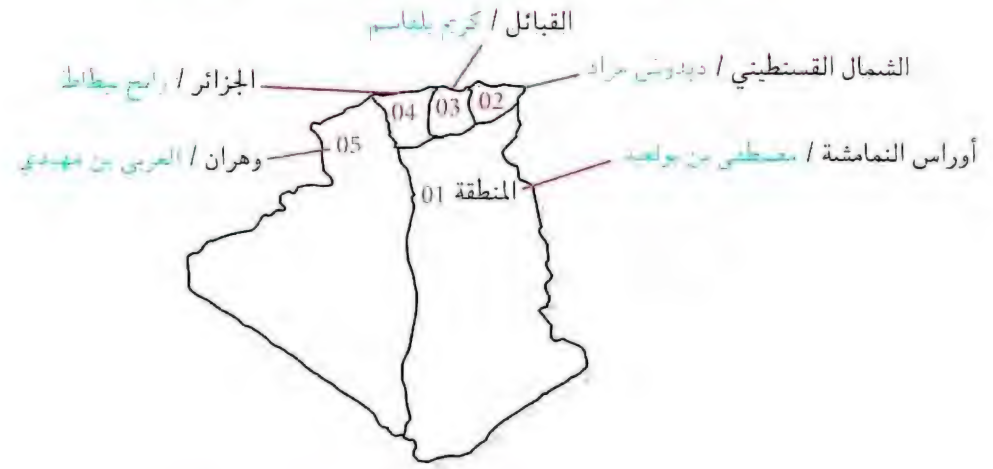 القبائل / كريم بلقاسم
الشمال القسنطيني / ديدوش مراد
الجزائر / رابح بيطاط
02
03
04
05
وهران / العربي بن مهيدي
أوراس النمامشة / مصطفى بن بولعيد
المنطقة 01